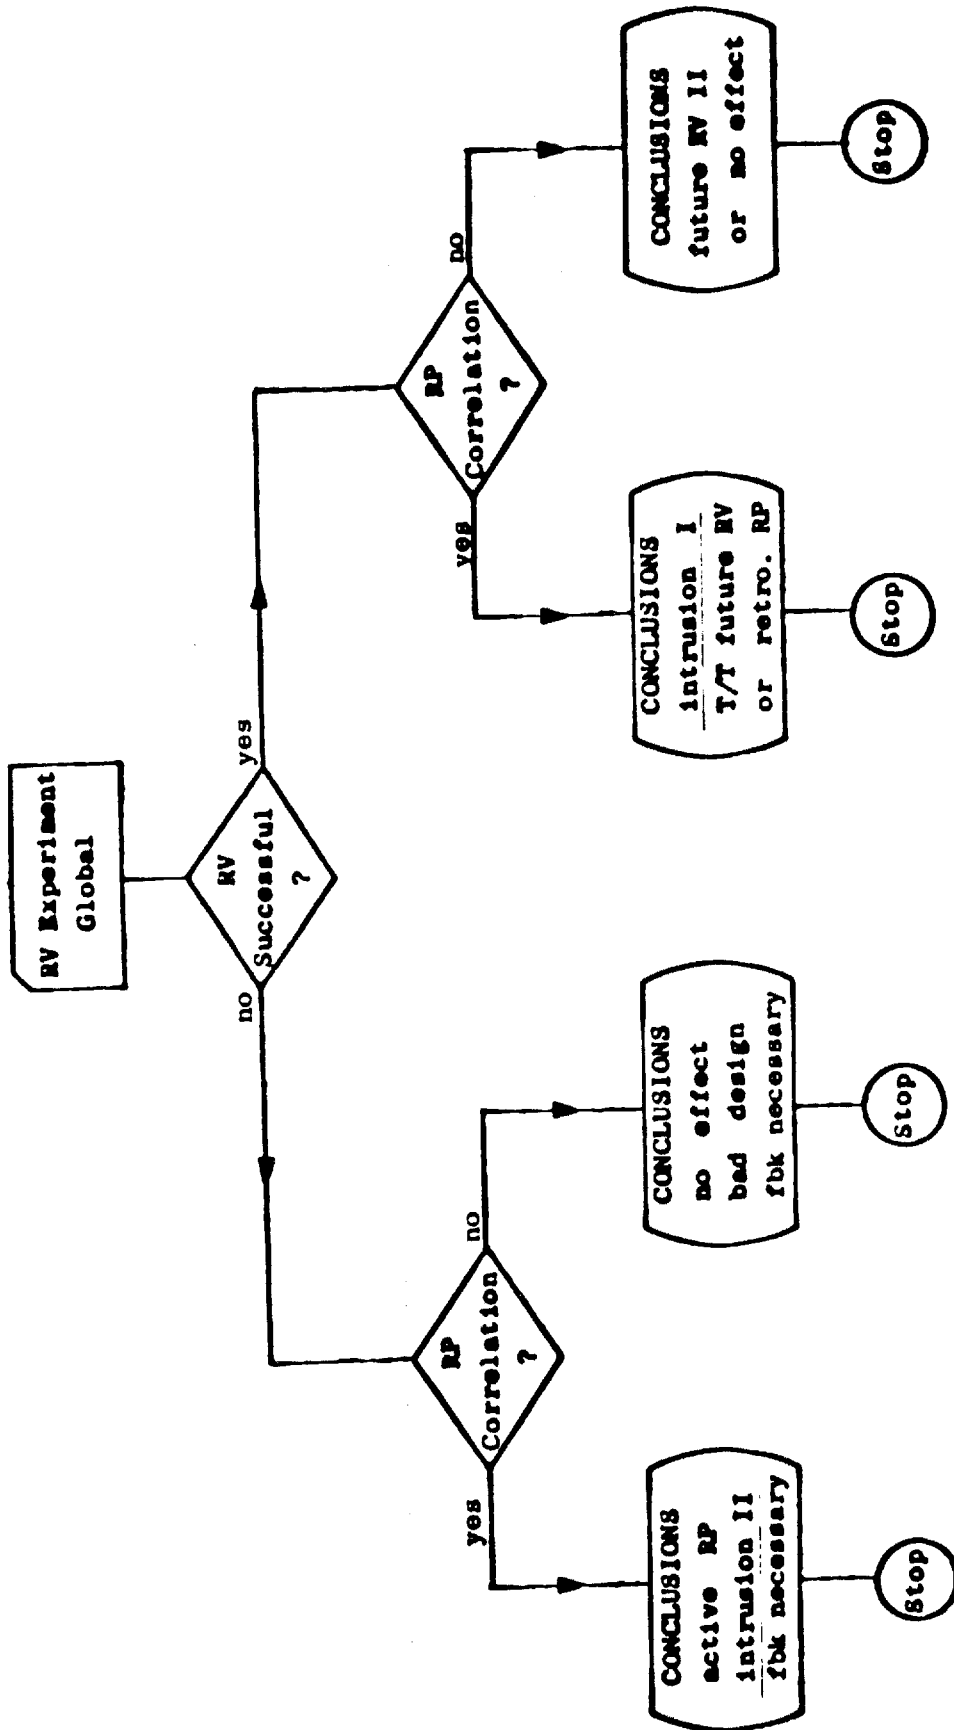 RV Experiment
Global
RV
Successful
?
no
yes
RP
Correlation
?
yes
no
RP
Correlation
?
yes
no
CONCLUSIONS
active RP
intrusion II
fbk necessary
CONCLUSIONS
no effect
bad design
fbk necessary
CONCLUSIONS
intrusion I
T/T future RV
or retro. RP
CONCLUSIONS
future RV II
or no effect
Stop
Stop
Stop
Stop